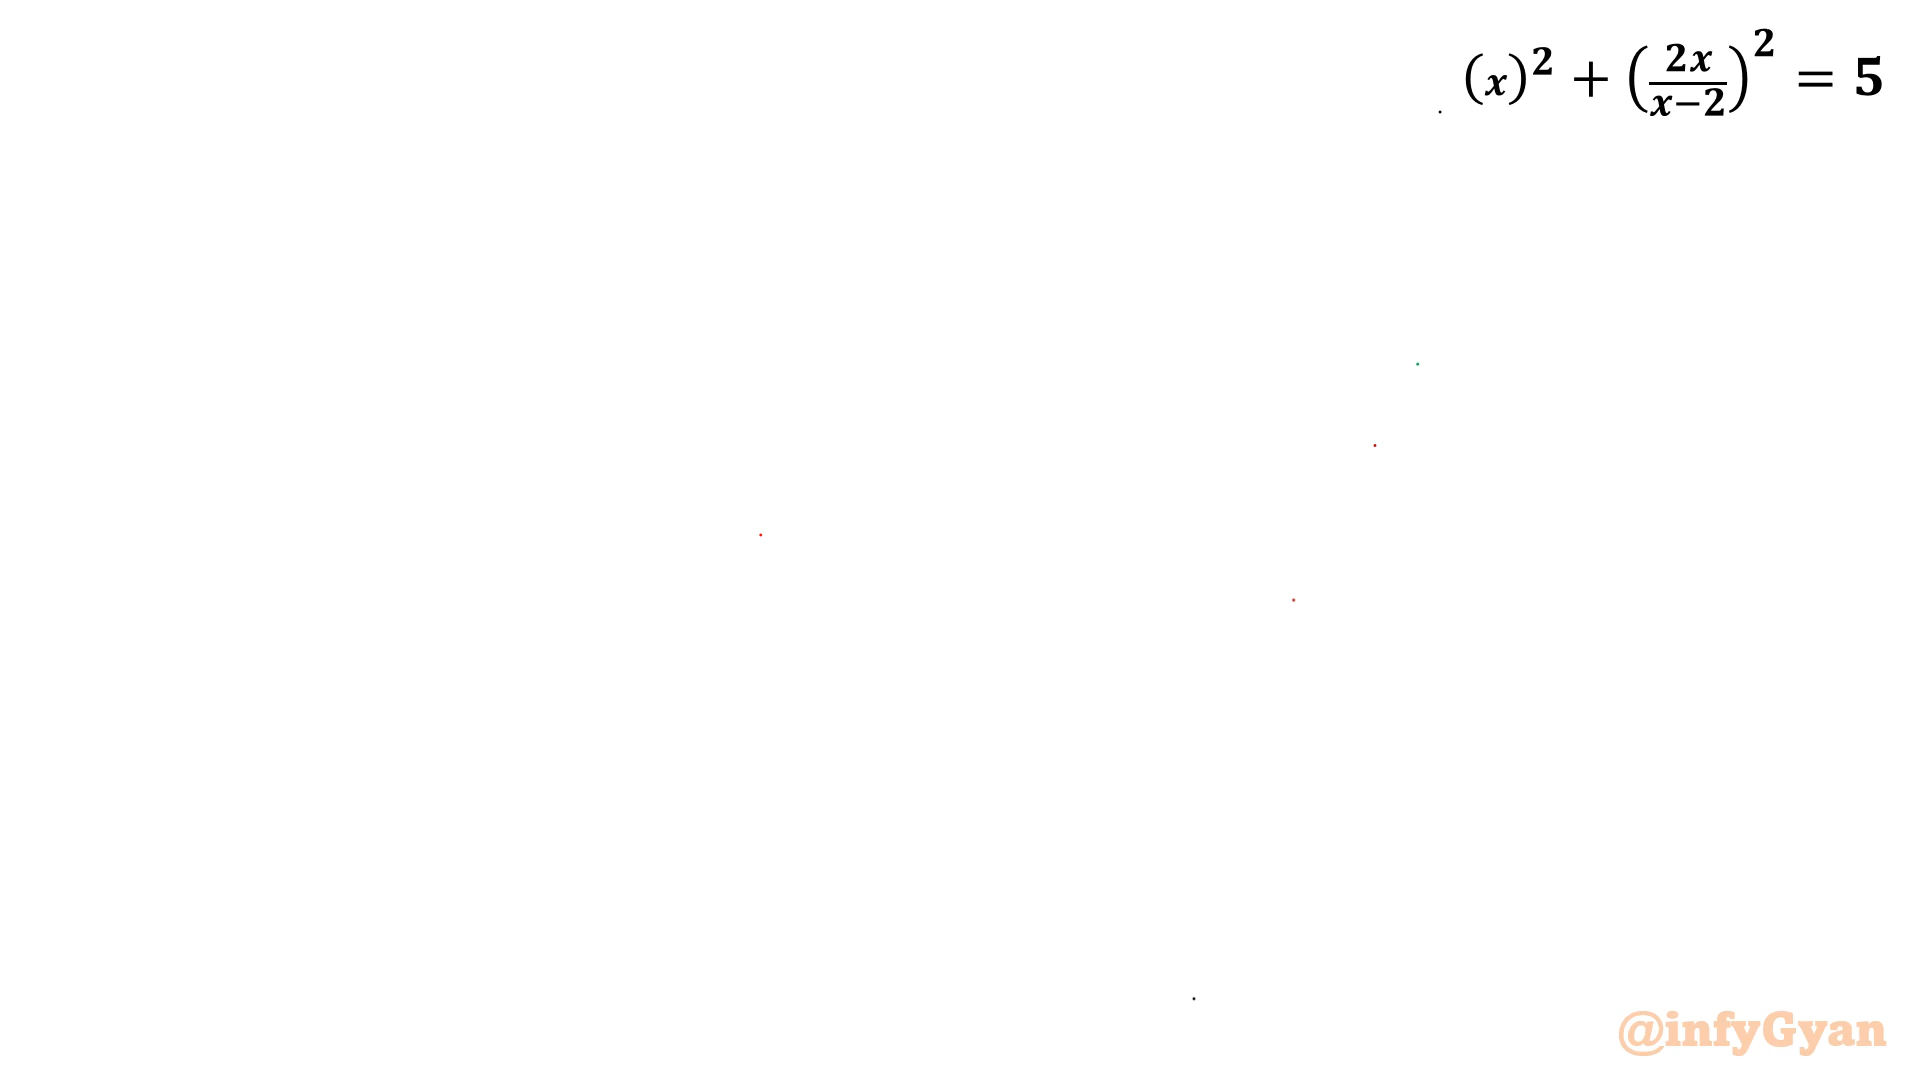 (x)² + (2x/(x−2))² = 5
@infyGyan